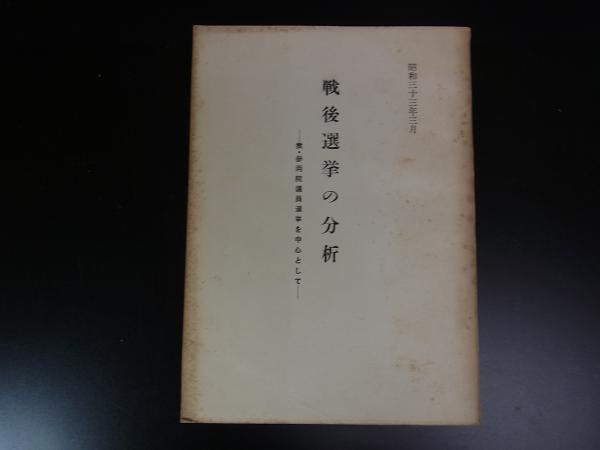 昭和三十三年三月
戦後選挙の分析
―衆・参両院議員選挙を中心として―